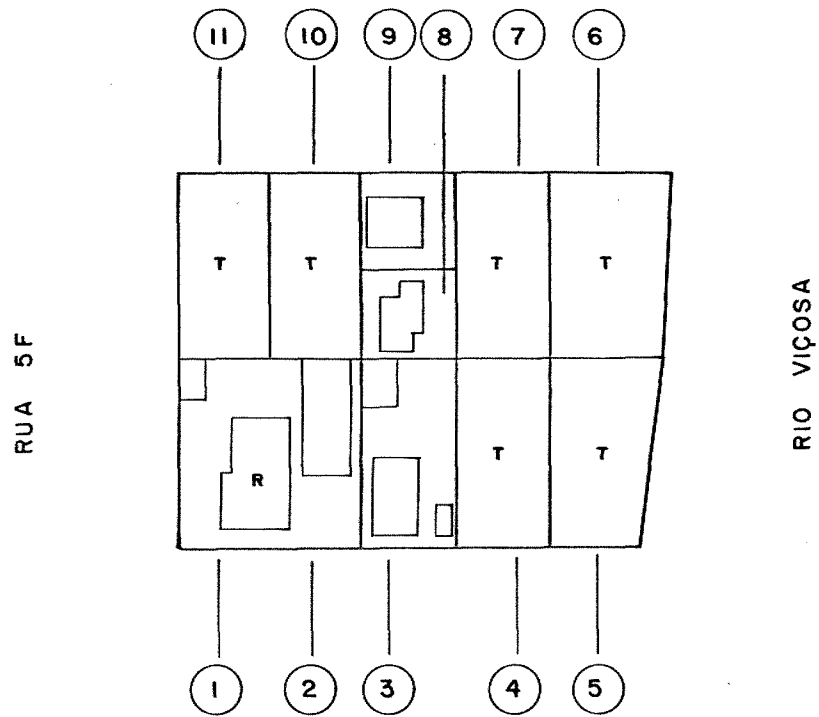 11 10 9 8 7 6
T T T T
RUA 5F
RIO VIÇOSA
R T T
1 2 3 4 5